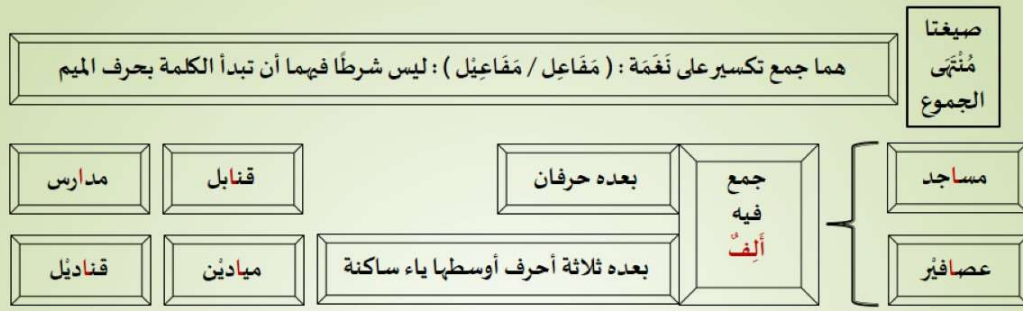 صيغتا
مُنْتَهَى
الجموع
هما جمع تكسير على نَغَمَة : ( مَفَاعِل / مَفَاعِيْل ) : ليس شرطًا فيهما أن تبدأ الكلمة بحرف الميم
مساجد
عصافيْر
جمع
فيه
أَلِفٌ
بعده حرفان
قنابل
مدارس
بعده ثلاثة أحرف أوسطها ياء ساكنة
مياديْن
قناديْل